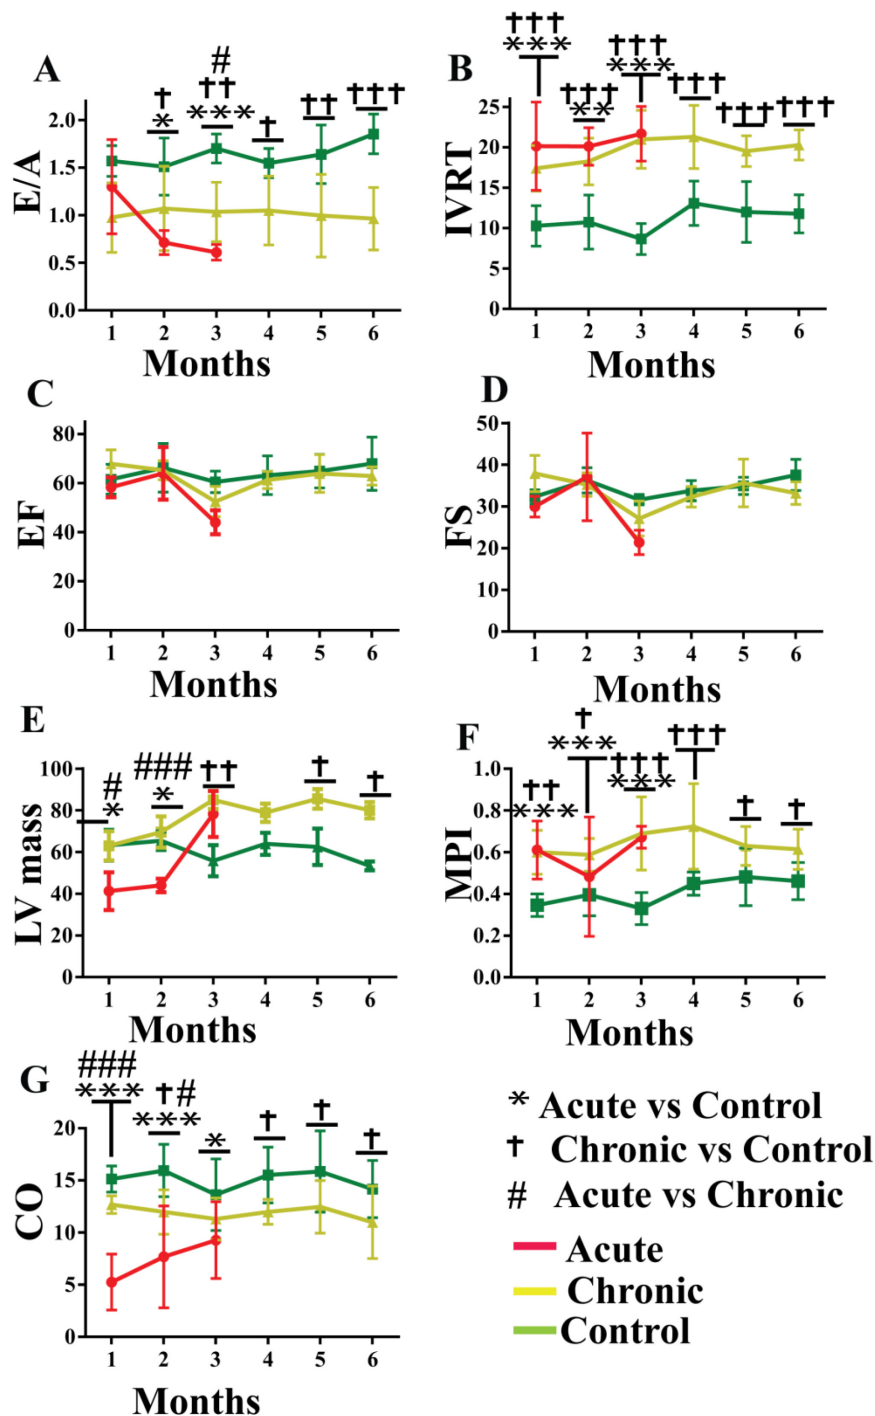 A
#
†††
† †† †† 
* *** †
E/A
2.0
1.5
1.0
0.5
0.0
1 2 3 4 5 6
Months
B
††† †††
*** ††† *** †††
** ††† †††
IVRT
25
20
15
10
5
0
1 2 3 4 5 6
Months
C
EF
80
60
40
20
0
1 2 3 4 5 6
Months
D
FS
50
40
30
20
10
0
1 2 3 4 5 6
Months
E
# ### †† † †
* *
LV mass
100
80
60
40
20
0
1 2 3 4 5 6
Months
F
† †††
†† *** ††† † †
*** ***
MPI
1.0
0.8
0.6
0.4
0.2
0.0
1 2 3 4 5 6
Months
G
### †# † †
*** *** * †
CO
20
15
10
5
0
1 2 3 4 5 6
Months
* Acute vs Control
† Chronic vs Control
# Acute vs Chronic
Acute
Chronic
Control